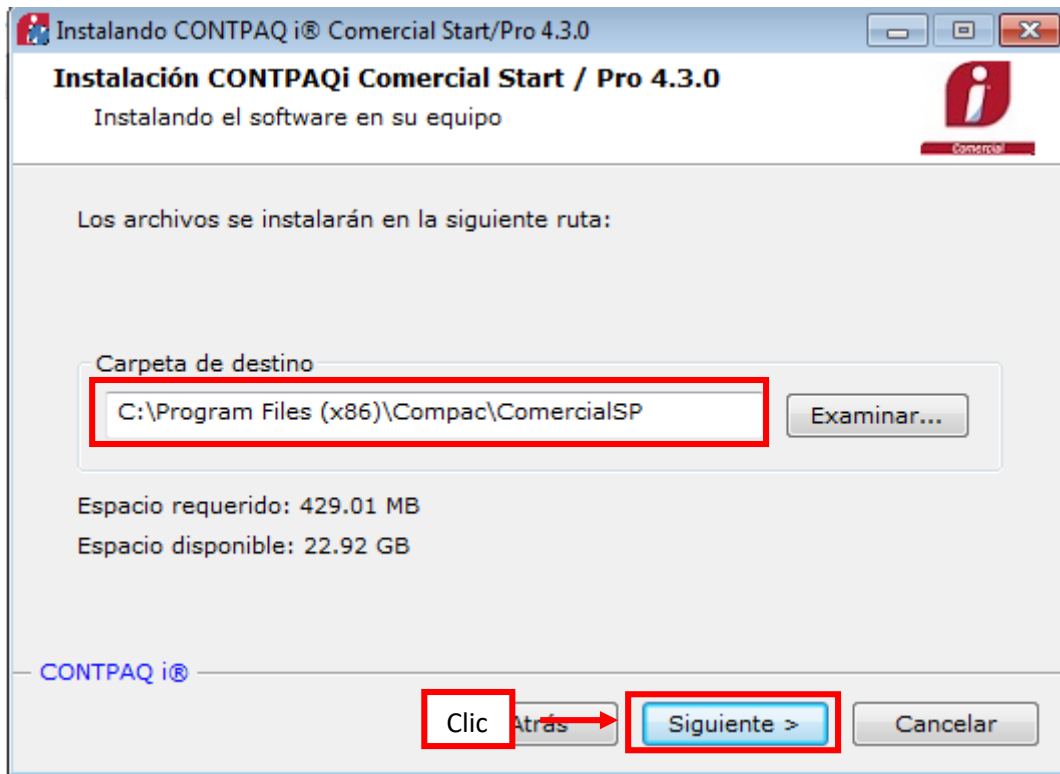 Instalando CONTPAQ i® Comercial Start/Pro 4.3.0
Instalación CONTPAQi Comercial Start / Pro 4.3.0
Instalando el software en su equipo
Comercial
Los archivos se instalarán en la siguiente ruta:
Carpeta de destino
C:\Program Files (x86)\Compac\ComercialSP
Examinar...
Espacio requerido: 429.01 MB
Espacio disponible: 22.92 GB
CONTPAQ i®
Clic Atrás Siguiente > Cancelar